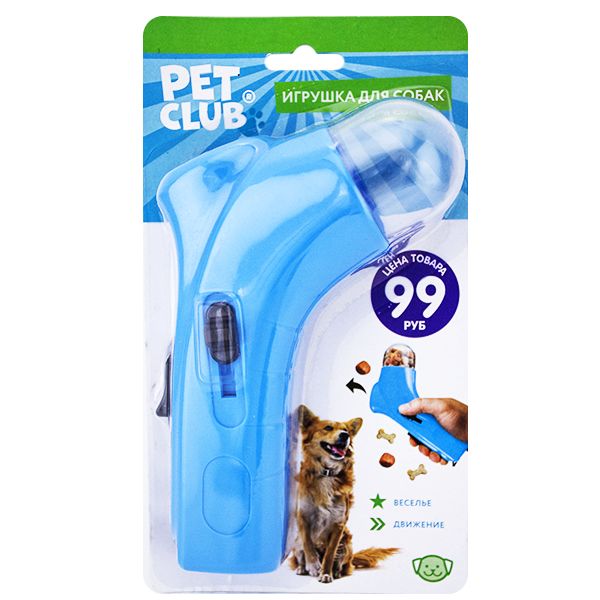 PET
CLUB®
ИГРУШКА ДЛЯ СОБАК
ЦЕНА ТОВАРА
99
РУБ
ВЕСЕЛЬЕ
ДВИЖЕНИЕ